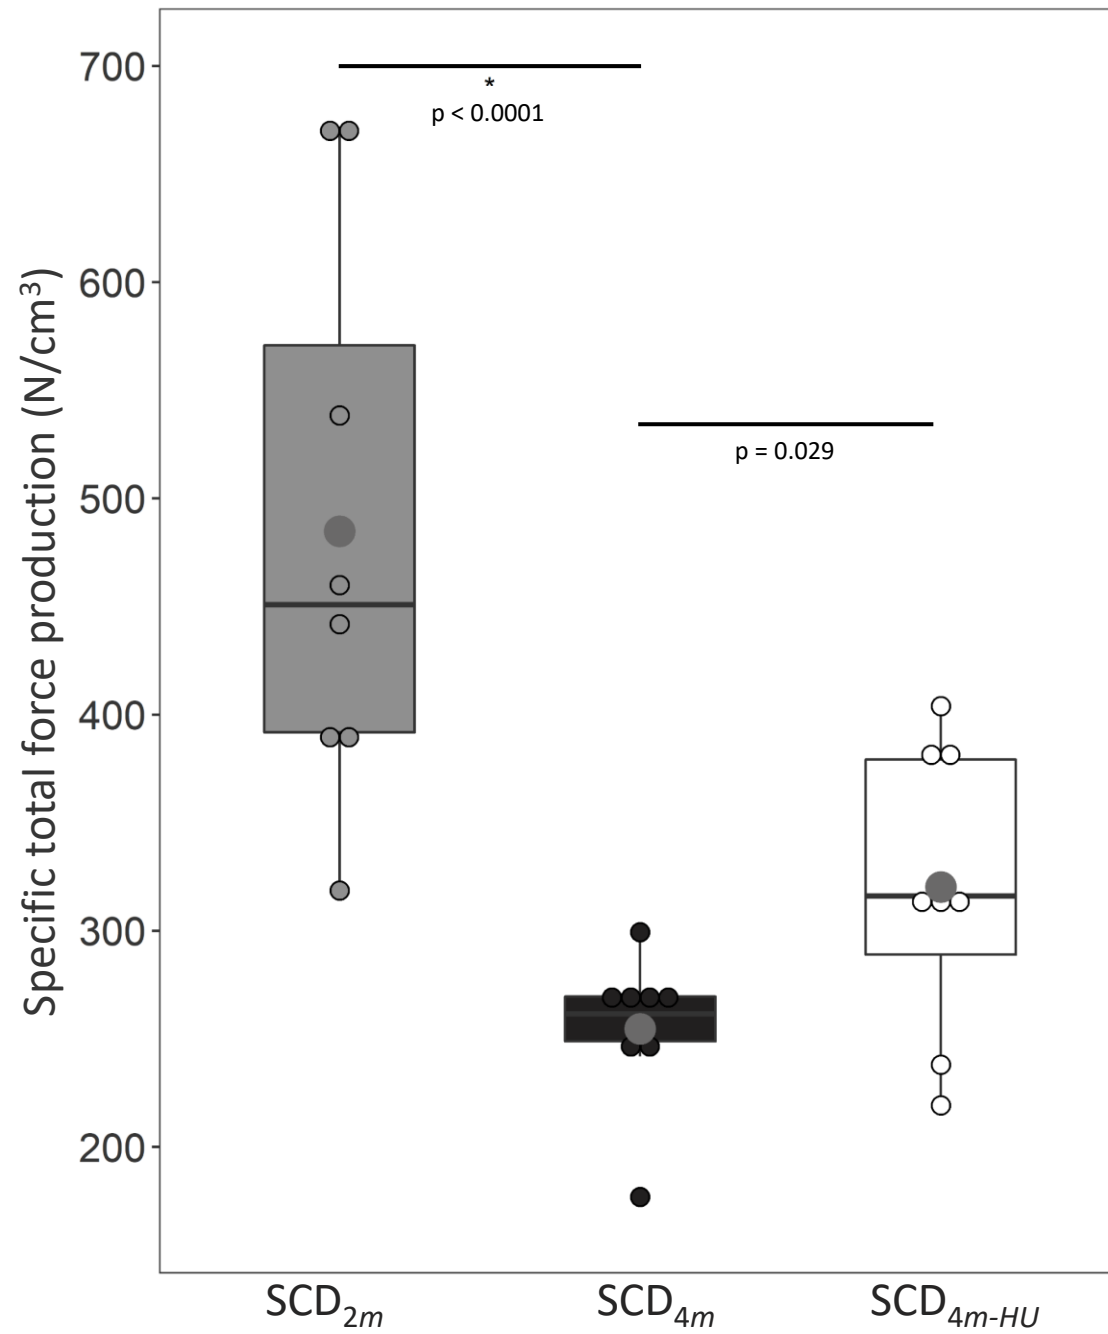 Specific total force production (N/cm³)
700
600
500
400
300
200
*
p < 0.0001
p = 0.029
SCD2m
SCD4m
SCD4m-HU